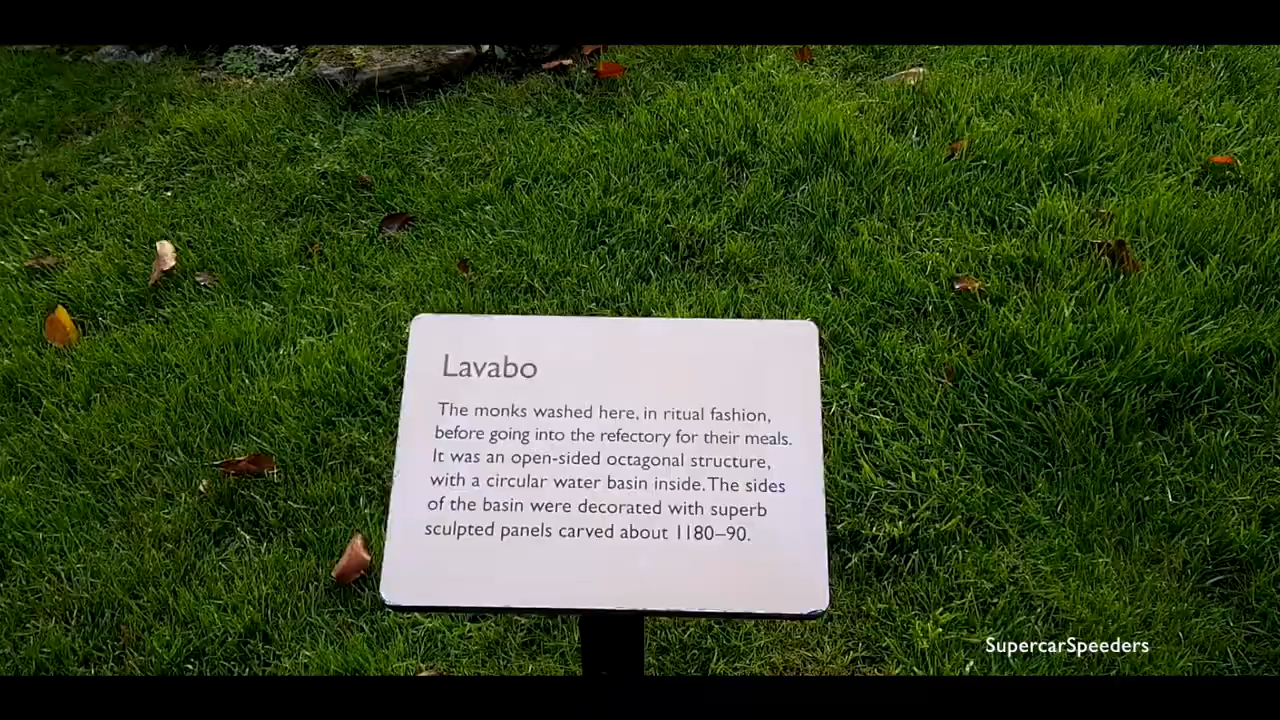 Lavabo
The monks washed here, in ritual fashion,
before going into the refectory for their meals.
It was an open-sided octagonal structure,
with a circular water basin inside. The sides
of the basin were decorated with superb
sculpted panels carved about 1180–90.
SupercarSpeeders